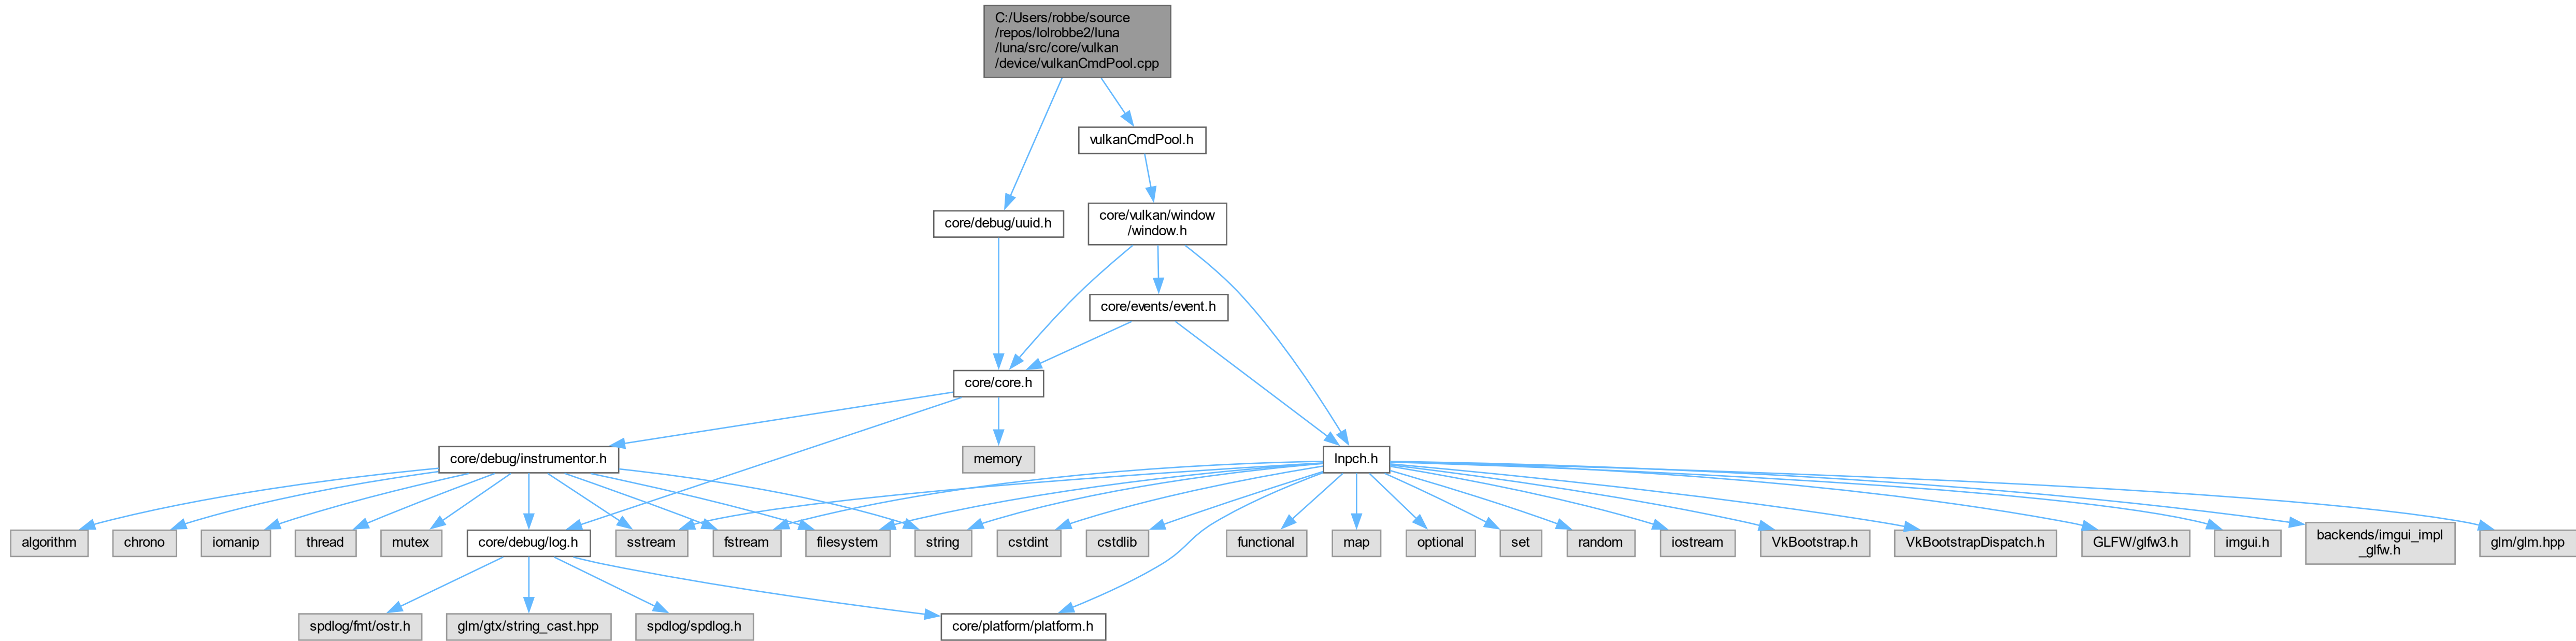 C:/Users/robbe/source
/repos/lolrobbe2/luna
/luna/src/core/vulkan
/device/vulkanCmdPool.cpp
vulkanCmdPool.h
core/debug/uuid.h
core/vulkan/window
/window.h
core/events/event.h
core/core.h
core/debug/instrumentor.h
memory
lnpch.h
algorithm
chrono
iomanip
thread
mutex
core/debug/log.h
sstream
fstream
filesystem
string
cstdint
cstdlib
functional
map
optional
set
random
iostream
VkBootstrap.h
VkBootstrapDispatch.h
GLFW/glfw3.h
imgui.h
backends/imgui_impl
_glfw.h
glm/glm.hpp
spdlog/fmt/ostr.h
glm/gtx/string_cast.hpp
spdlog/spdlog.h
core/platform/platform.h